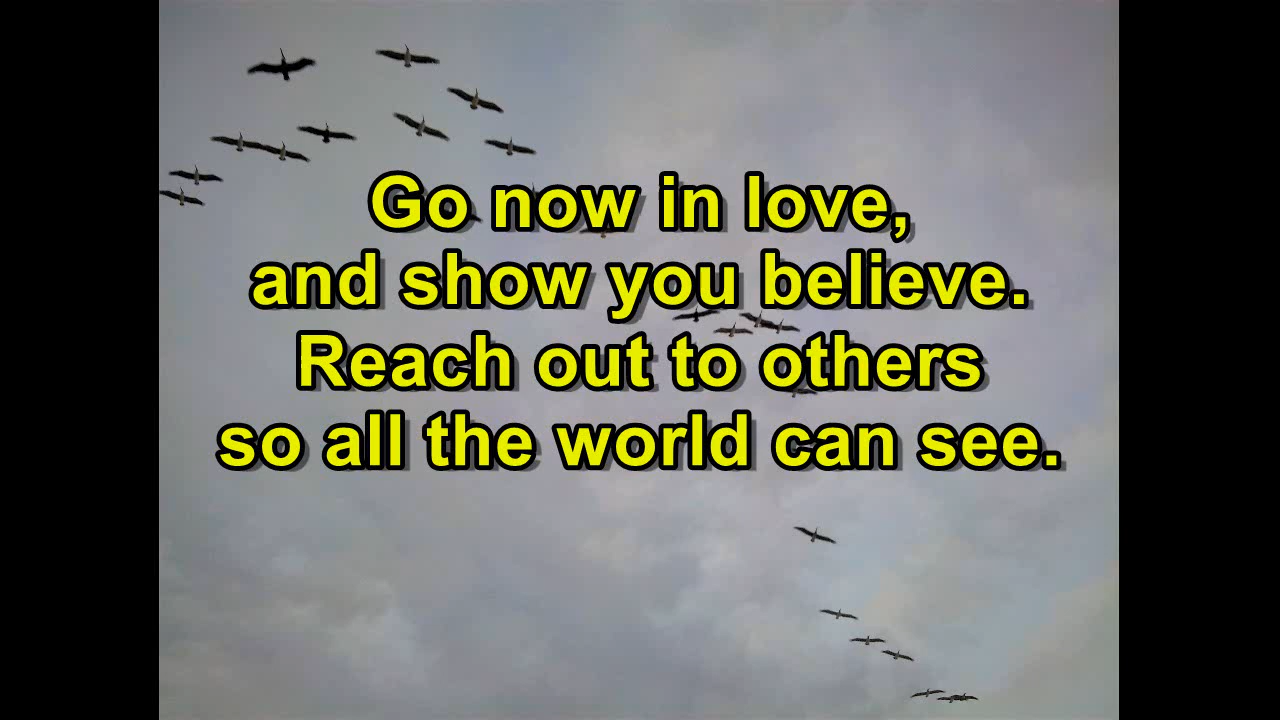 Go now in love,
and show you believe.
Reach out to others
so all the world can see.